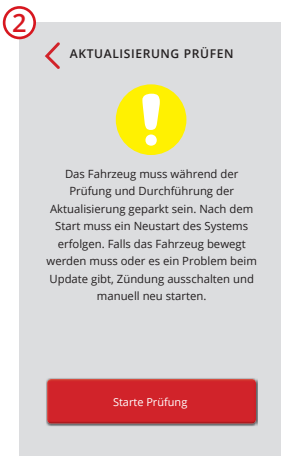 2
AKTUALISIERUNG PRÜFEN
Das Fahrzeug muss während der
Prüfung und Durchführung der
Aktualisierung geparkt sein. Nach dem
Start muss ein Neustart des Systems
erfolgen. Falls das Fahrzeug bewegt
werden muss oder es ein Problem beim
Update gibt, Zündung ausschalten und
manuell neu starten.
Starte Prüfung